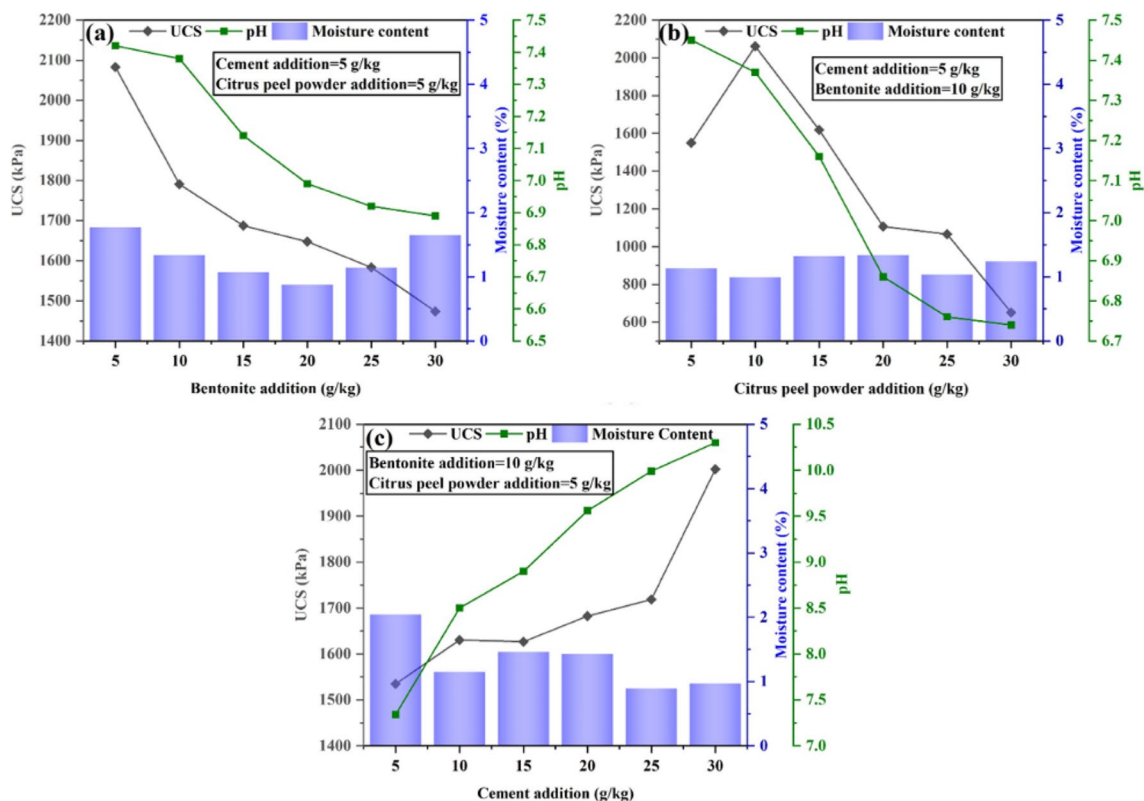 (a)
UCS pH Moisture content
Cement addition=5 g/kg
Citrus peel powder addition=5 g/kg
UCS (kPa)
2200
2100
2000
1900
1800
1700
1600
1500
1400
5 10 15 20 25 30
Bentonite addition (g/kg)
Moisture content (%)
5
4
3
2
1
0
pH
7.5
7.4
7.3
7.2
7.1
7.0
6.9
6.8
6.7
6.6
6.5
(b)
UCS pH Moisture content
Cement addition=5 g/kg
Bentonite addition=10 g/kg
UCS (kPa)
2200
2000
1800
1600
1400
1200
1000
800
600
5 10 15 20 25 30
Citrus peel powder addition (g/kg)
Moisture content (%)
5
4
3
2
1
0
pH
7.5
7.4
7.3
7.2
7.1
7.0
6.9
6.8
6.7
(c)
UCS pH Moisture Content
Bentonite addition=10 g/kg
Citrus peel powder addition=5 g/kg
UCS (kPa)
2100
2000
1900
1800
1700
1600
1500
1400
5 10 15 20 25 30
Cement addition (g/kg)
Moisture content (%)
5
4
3
2
1
0
pH
10.5
10.0
9.5
9.0
8.5
8.0
7.5
7.0